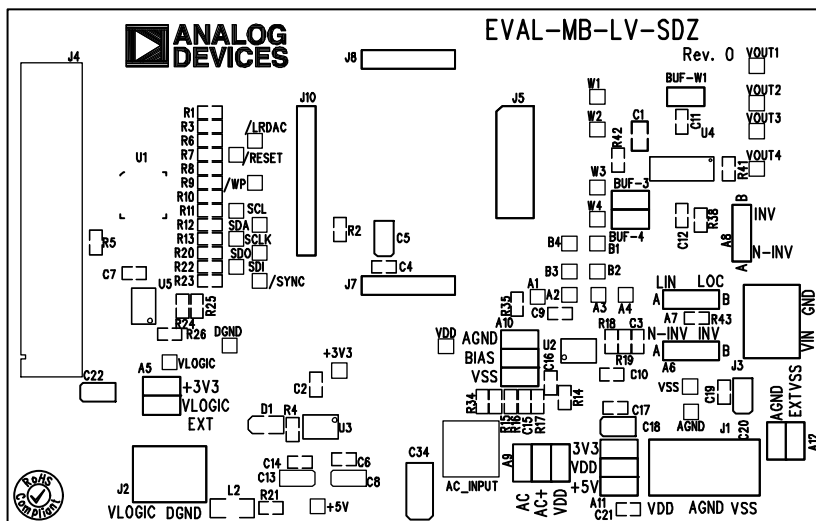 ANALOG
DEVICES
EVAL-MB-LV-SDZ
Rev. 0
J4
J8
J10
J5
U1
R1
R3
R6
R7
R8
R9
R10
R11
R12
R13
R20
R22
R23
/LRDAC
/RESET
/WP
SCL
SDA
SCLK
SDO
SDI
/SYNC
R5
C7
U5
R24
R25
R26
DGND
VLOGIC
R2
C5
C4
J7
VDD
W1
W2
W3
W4
R42
C1
BUF-W1
C11
U4
R41
VOUT1
VOUT2
VOUT3
VOUT4
BUF-3
BUF-4
C12
R38
A8
B
INV
N-INV
A
B4
B1
B3
B2
A1
A2
A3
A4
R35
C9
LIN
LOC
A
B
A7
R43
N-INV
INV
A
B
A6
GND
VIN
A10
AGND
BIAS
VSS
U2
R18
C3
R19
C16
C10
R14
C22
A5
+3V3
VLOGIC
EXT
+3V3
C2
D1
R4
U3
R34
R15
R16
C15
R17
C17
C18
VSS
AGND
C19
J3
C20
J1
AGND
EXTVSS
A12
J2
VLOGIC
DGND
L2
R21
C14
C13
C6
C8
+5V
C34
AC_INPUT
A9
AC
AC+
VDD
3V3
VDD
+5V
A11
C21
VDD
AGND
VSS
RoHS
Compliant